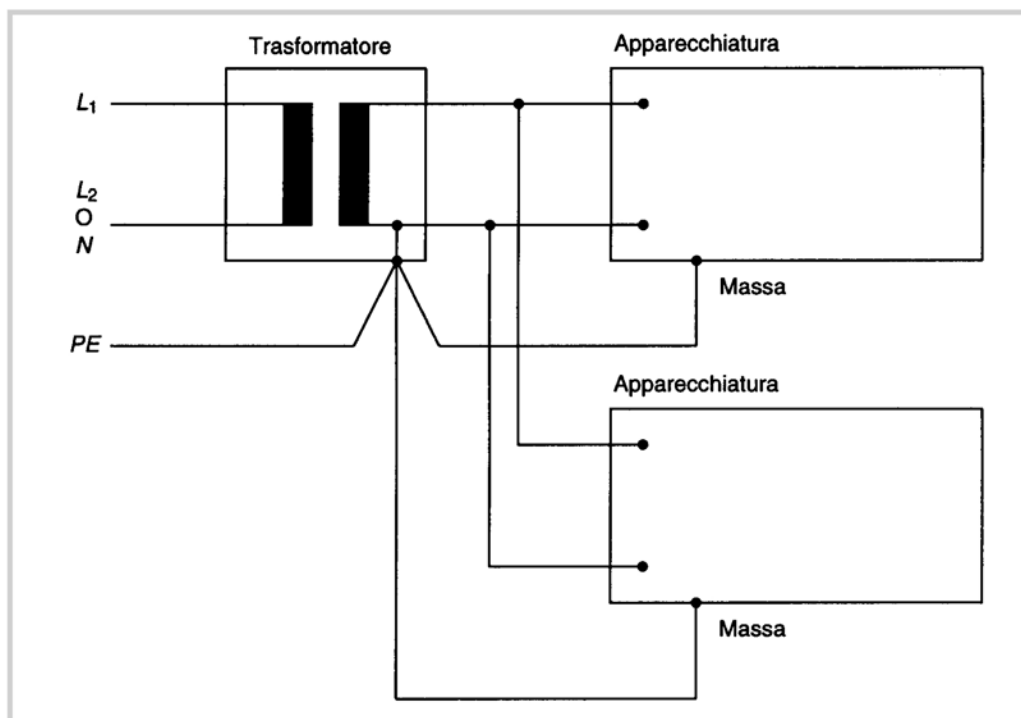 Trasformatore
Apparecchiatura
L1
L2
O
N
Massa
PE
Apparecchiatura
Massa